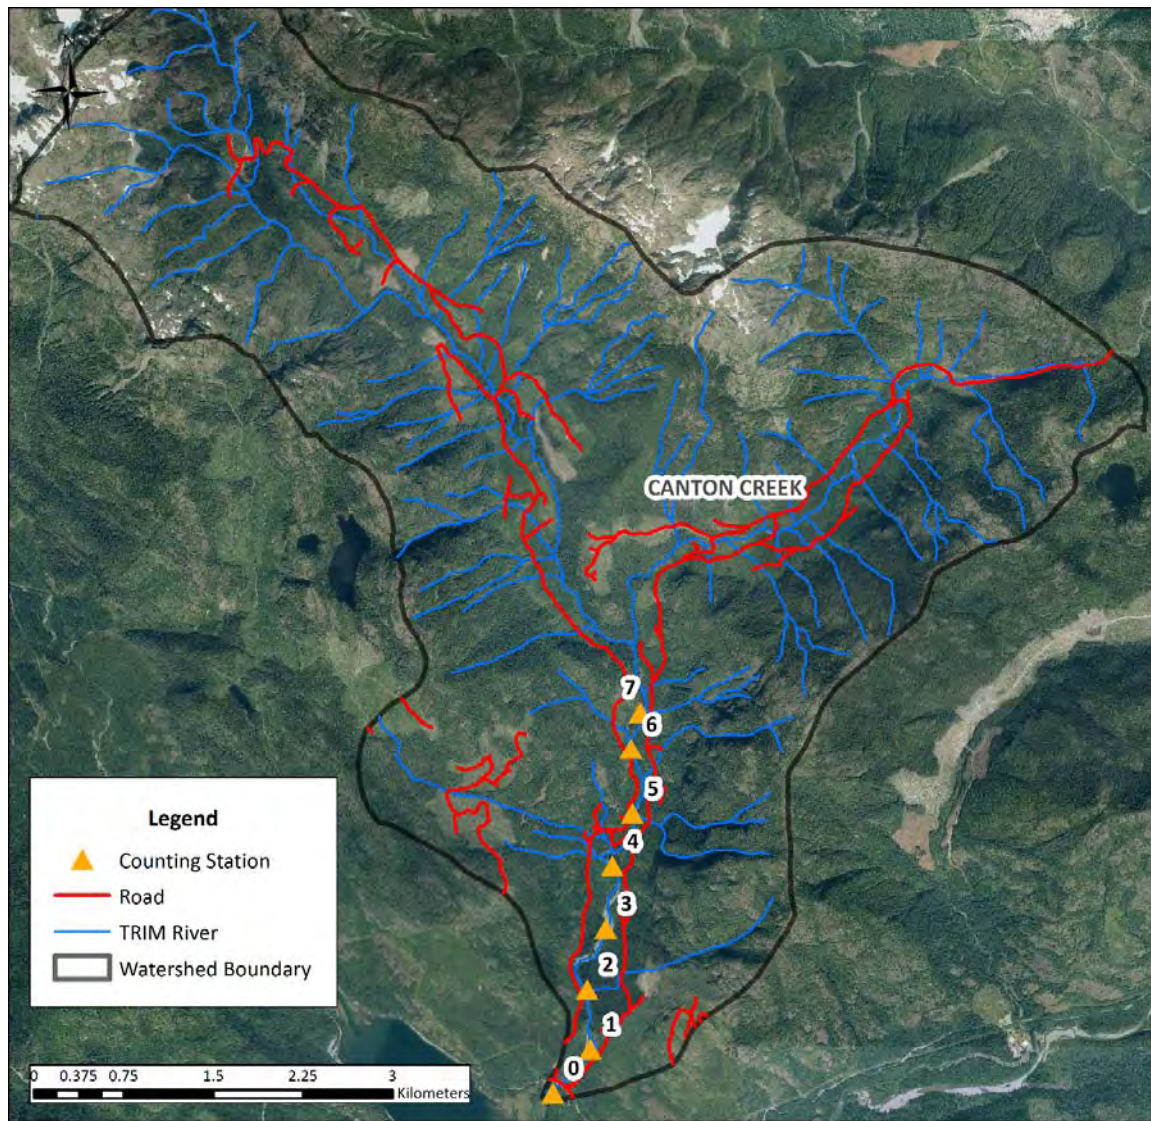 CANTON CREEK
7
6
5
4
3
2
1
0
Legend
Counting Station
Road
TRIM River
Watershed Boundary
0 0.375 0.75 1.5 2.25 3
Kilometers